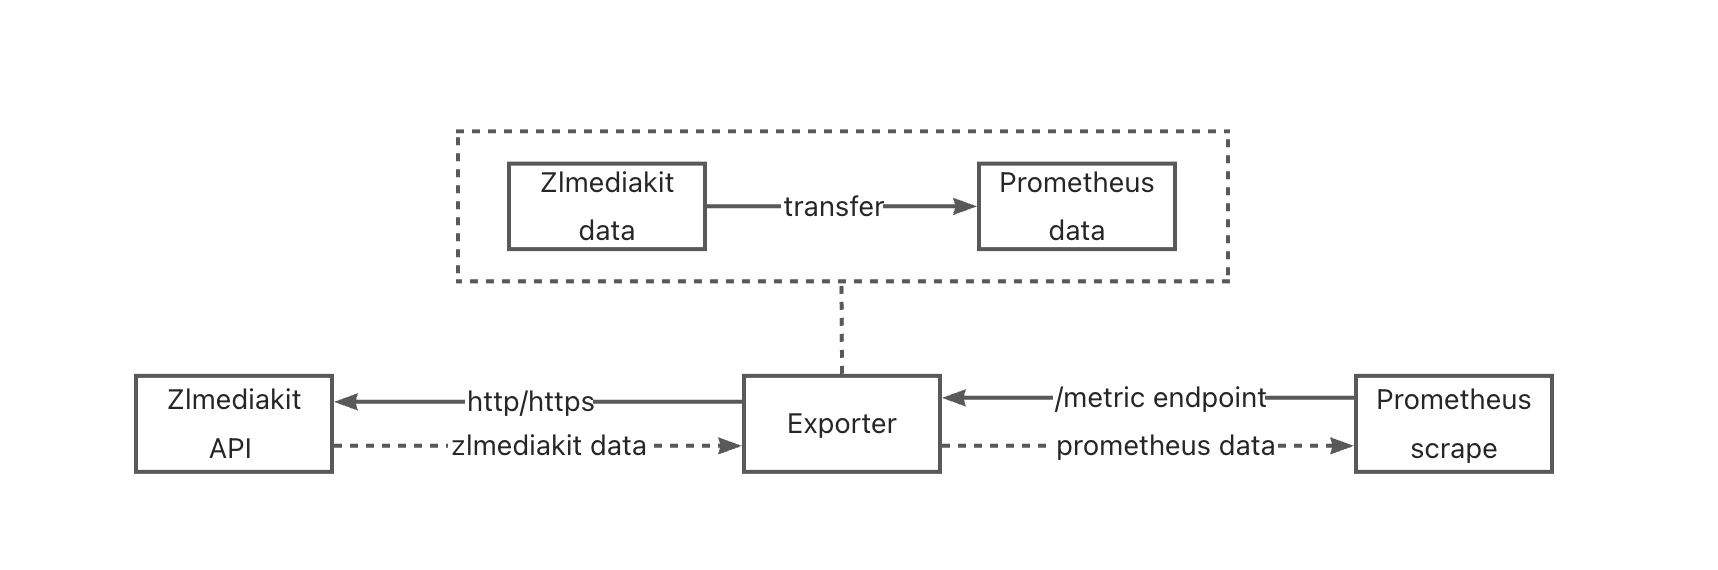 Zlmediakit
data
transfer
Prometheus
data
Zlmediakit
API
http/https
zlmediakit data
Exporter
/metric endpoint
prometheus data
Prometheus
scrape